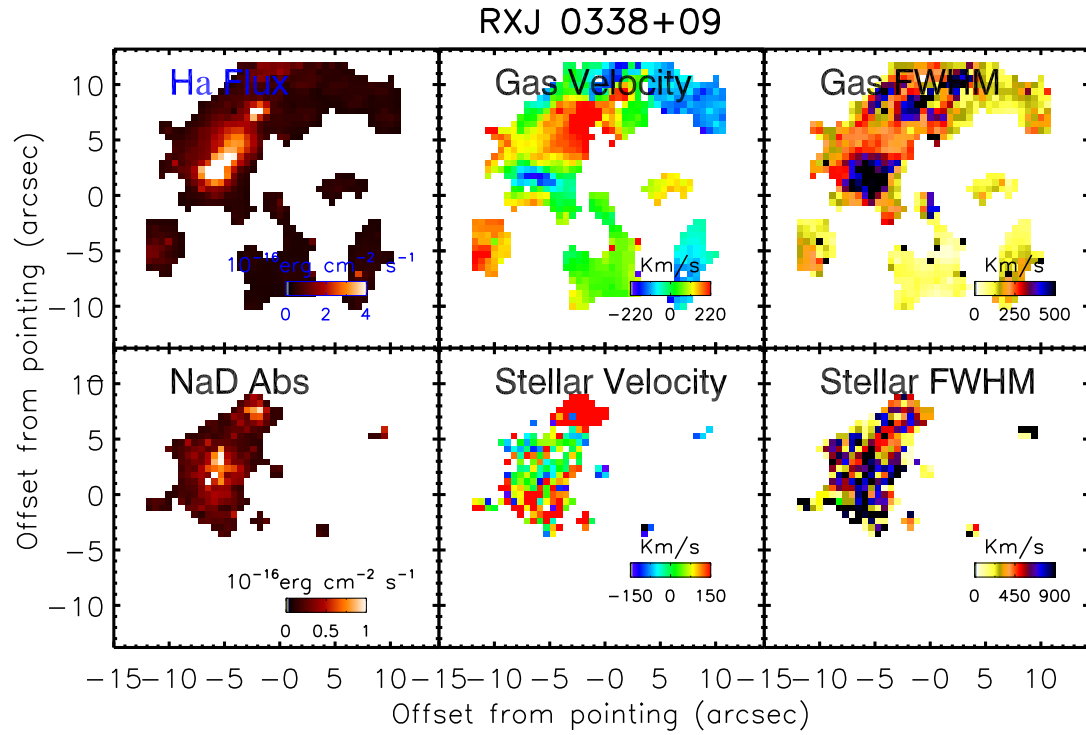 RXJ 0338+09
Hα Flux
Gas Velocity
Gas FWHM
10
5
0
−5
−10
10⁻¹⁶erg cm⁻² s⁻¹
0 2 4
Km/s
−220 0 220
Km/s
0 250 500
Offset from pointing (arcsec)
NaD Abs
Stellar Velocity
Stellar FWHM
10
5
0
−5
−10
10⁻¹⁶erg cm⁻² s⁻¹
0 0.5 1
Km/s
−150 0 150
Km/s
0 450 900
−15 −10 −5 0 5 10
−15 −10 −5 0 5 10
−15 −10 −5 0 5 10
Offset from pointing (arcsec)